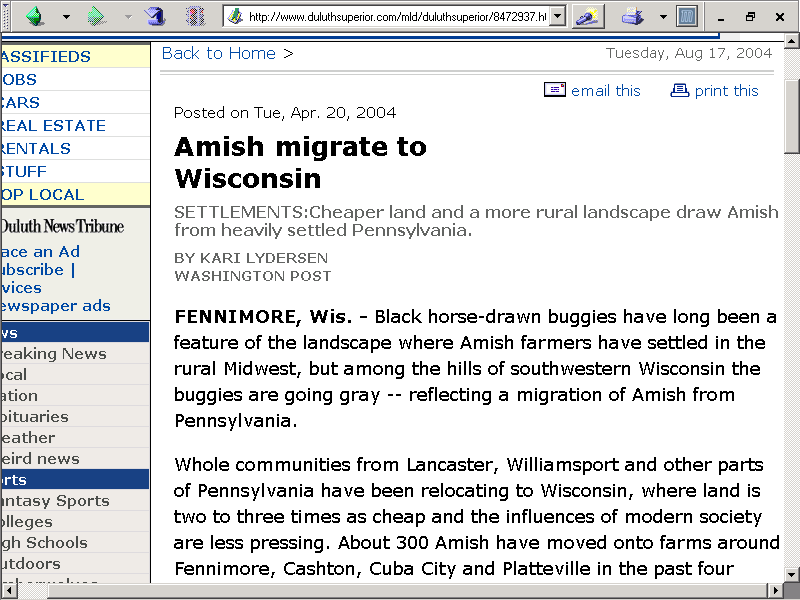 http://www.duluthsuperior.com/mld/duluthsuperior/8472937.ht
ASSIFIEDS
OBS
CARS
REAL ESTATE
RENTALS
STUFF
OP LOCAL
Duluth News Tribune
ace an Ad
ubscribe |
vices
ewspaper ads
ws
reaking News
ocal
ation
bituaries
eather
eird news
rts
antasy Sports
olleges
gh Schools
utdoors
Back to Home >
Tuesday, Aug 17, 2004
email this
print this
Posted on Tue, Apr. 20, 2004
Amish migrate to
Wisconsin
SETTLEMENTS:Cheaper land and a more rural landscape draw Amish
from heavily settled Pennsylvania.
BY KARI LYDERSEN
WASHINGTON POST
FENNIMORE, Wis. – Black horse-drawn buggies have long been a
feature of the landscape where Amish farmers have settled in the
rural Midwest, but among the hills of southwestern Wisconsin the
buggies are going gray -- reflecting a migration of Amish from
Pennsylvania.
Whole communities from Lancaster, Williamsport and other parts
of Pennsylvania have been relocating to Wisconsin, where land is
two to three times as cheap and the influences of modern society
are less pressing. About 300 Amish have moved onto farms around
Fennimore, Cashton, Cuba City and Platteville in the past four